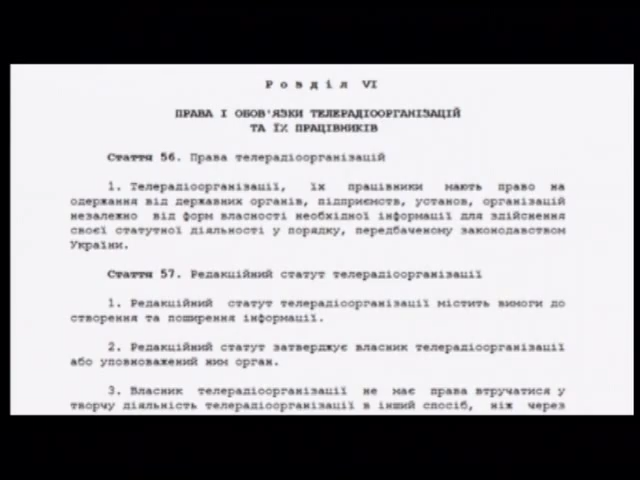 Р о з д і л  VI
ПРАВА І ОБОВ'ЯЗКИ ТЕЛЕРАДІООРГАНІЗАЦІЙ
ТА ЇХ ПРАЦІВНИКІВ
Стаття 56. Права телерадіоорганізацій
1. Телерадіоорганізації, їх працівники мають право на
одержання від державних органів, підприємств, установ, організацій
незалежно від форм власності необхідної інформації для здійснення
своєї статутної діяльності у порядку, передбаченому законодавством
України.
Стаття 57. Редакційний статут телерадіоорганізації
1. Редакційний статут телерадіоорганізації містить вимоги до
створення та поширення інформації.
2. Редакційний статут затверджує власник телерадіоорганізації
або уповноважений ним орган.
3. Власник телерадіоорганізації не має права втручатися у
творчу діяльність телерадіоорганізації в інший спосіб, ніж через